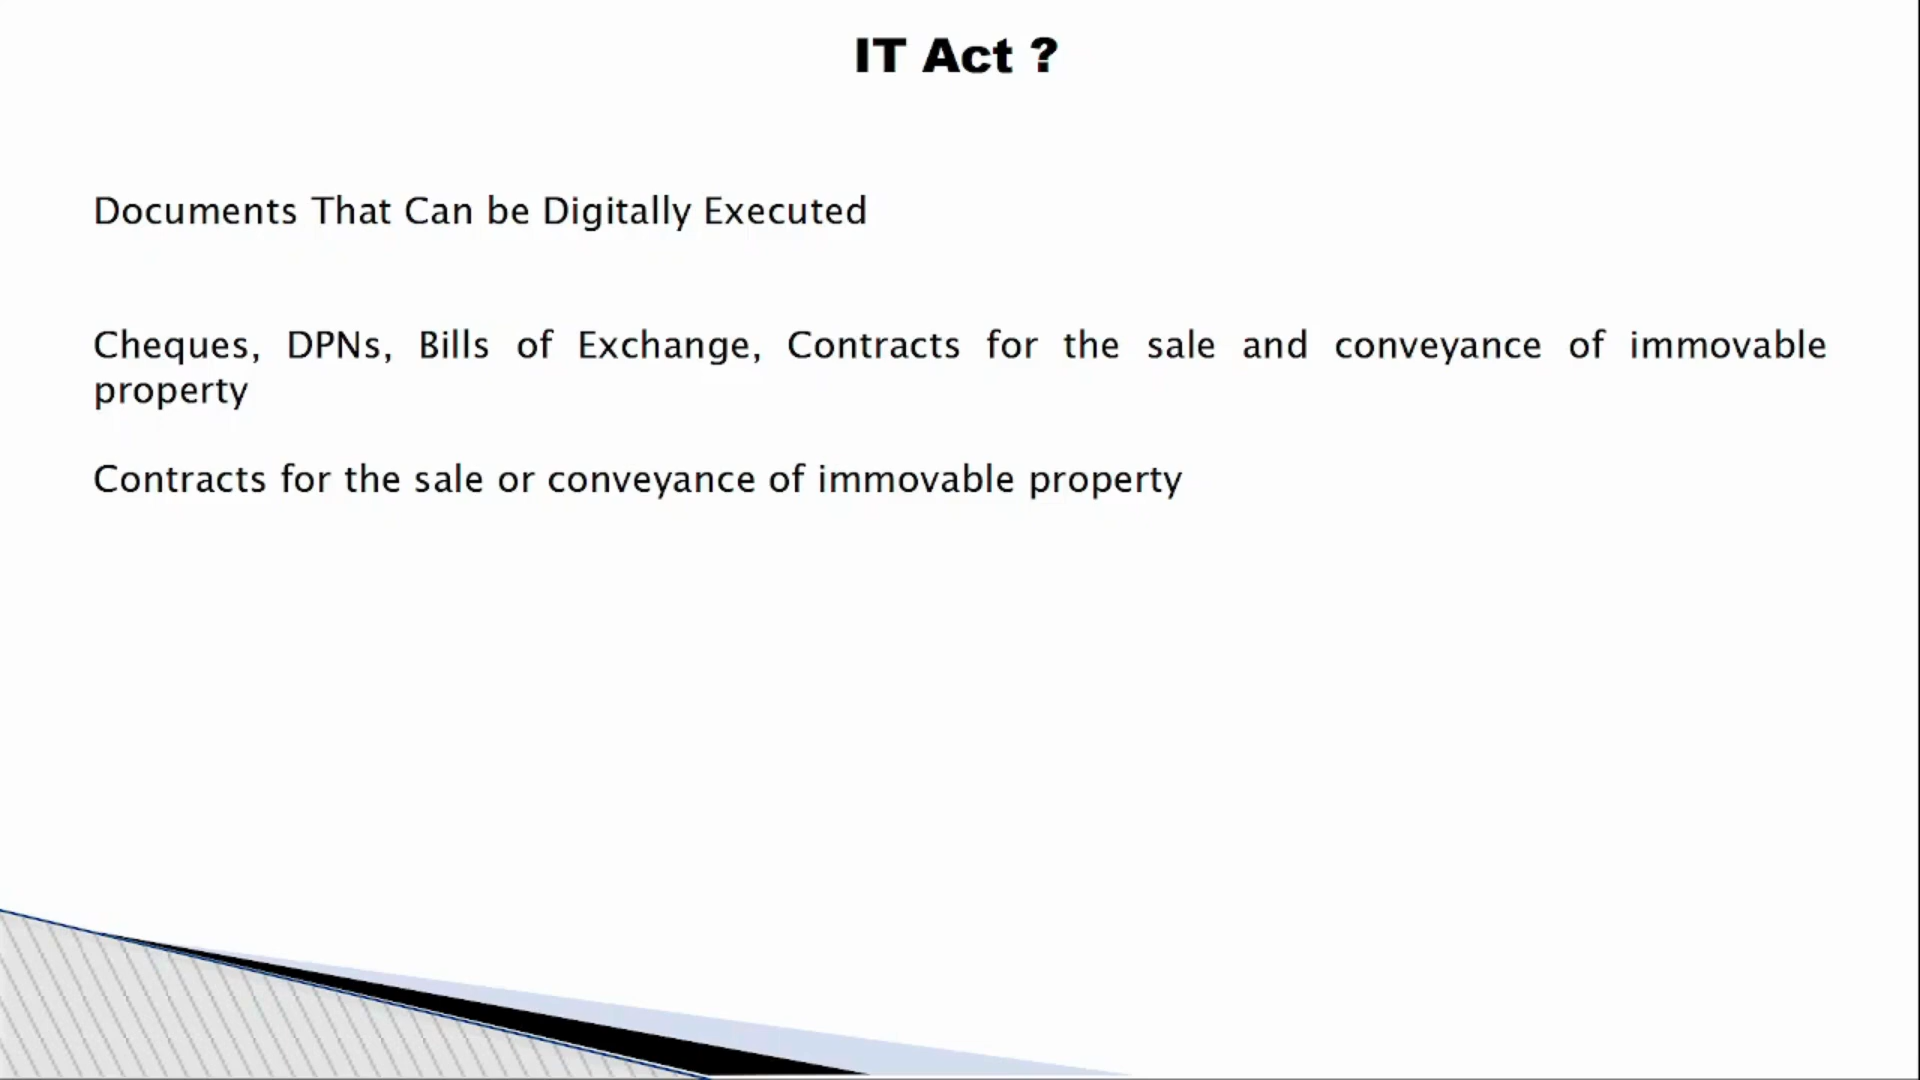 IT Act ?
Documents That Can be Digitally Executed
Cheques, DPNs, Bills of Exchange, Contracts for the sale and conveyance of immovable
property
Contracts for the sale or conveyance of immovable property